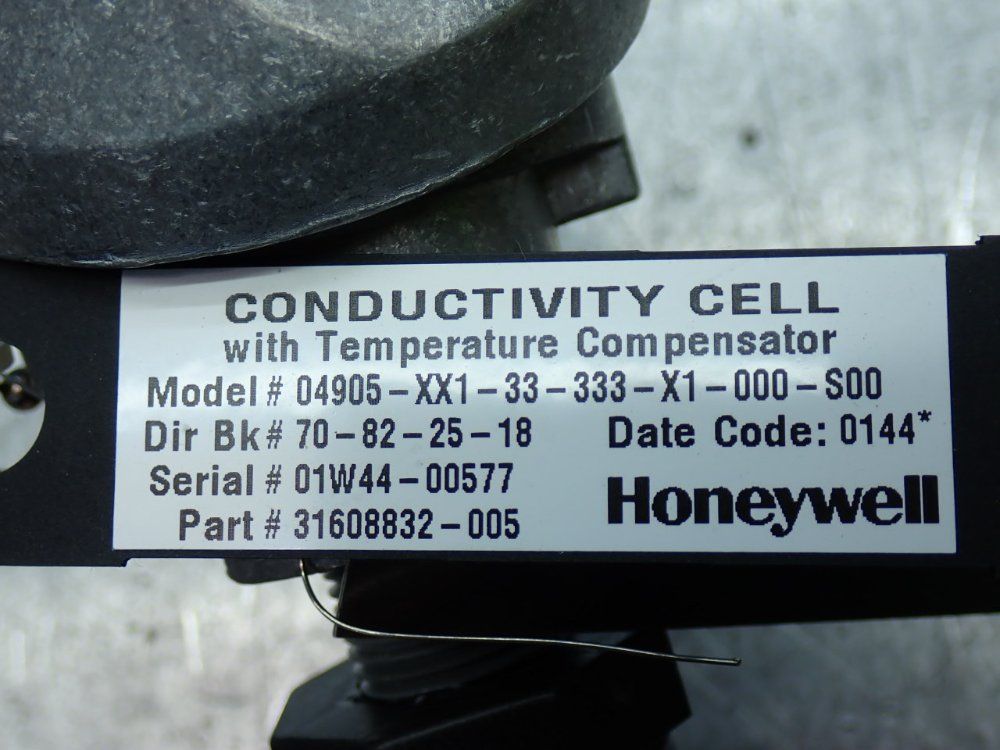 CONDUCTIVITY CELL
with Temperature Compensator
Model # 04905-XX1-33-333-X1-000-S00
Dir Bk# 70-82-25-18 Date Code: 0144*
Serial # 01W44-00577
Part # 31608832-005
Honeywell